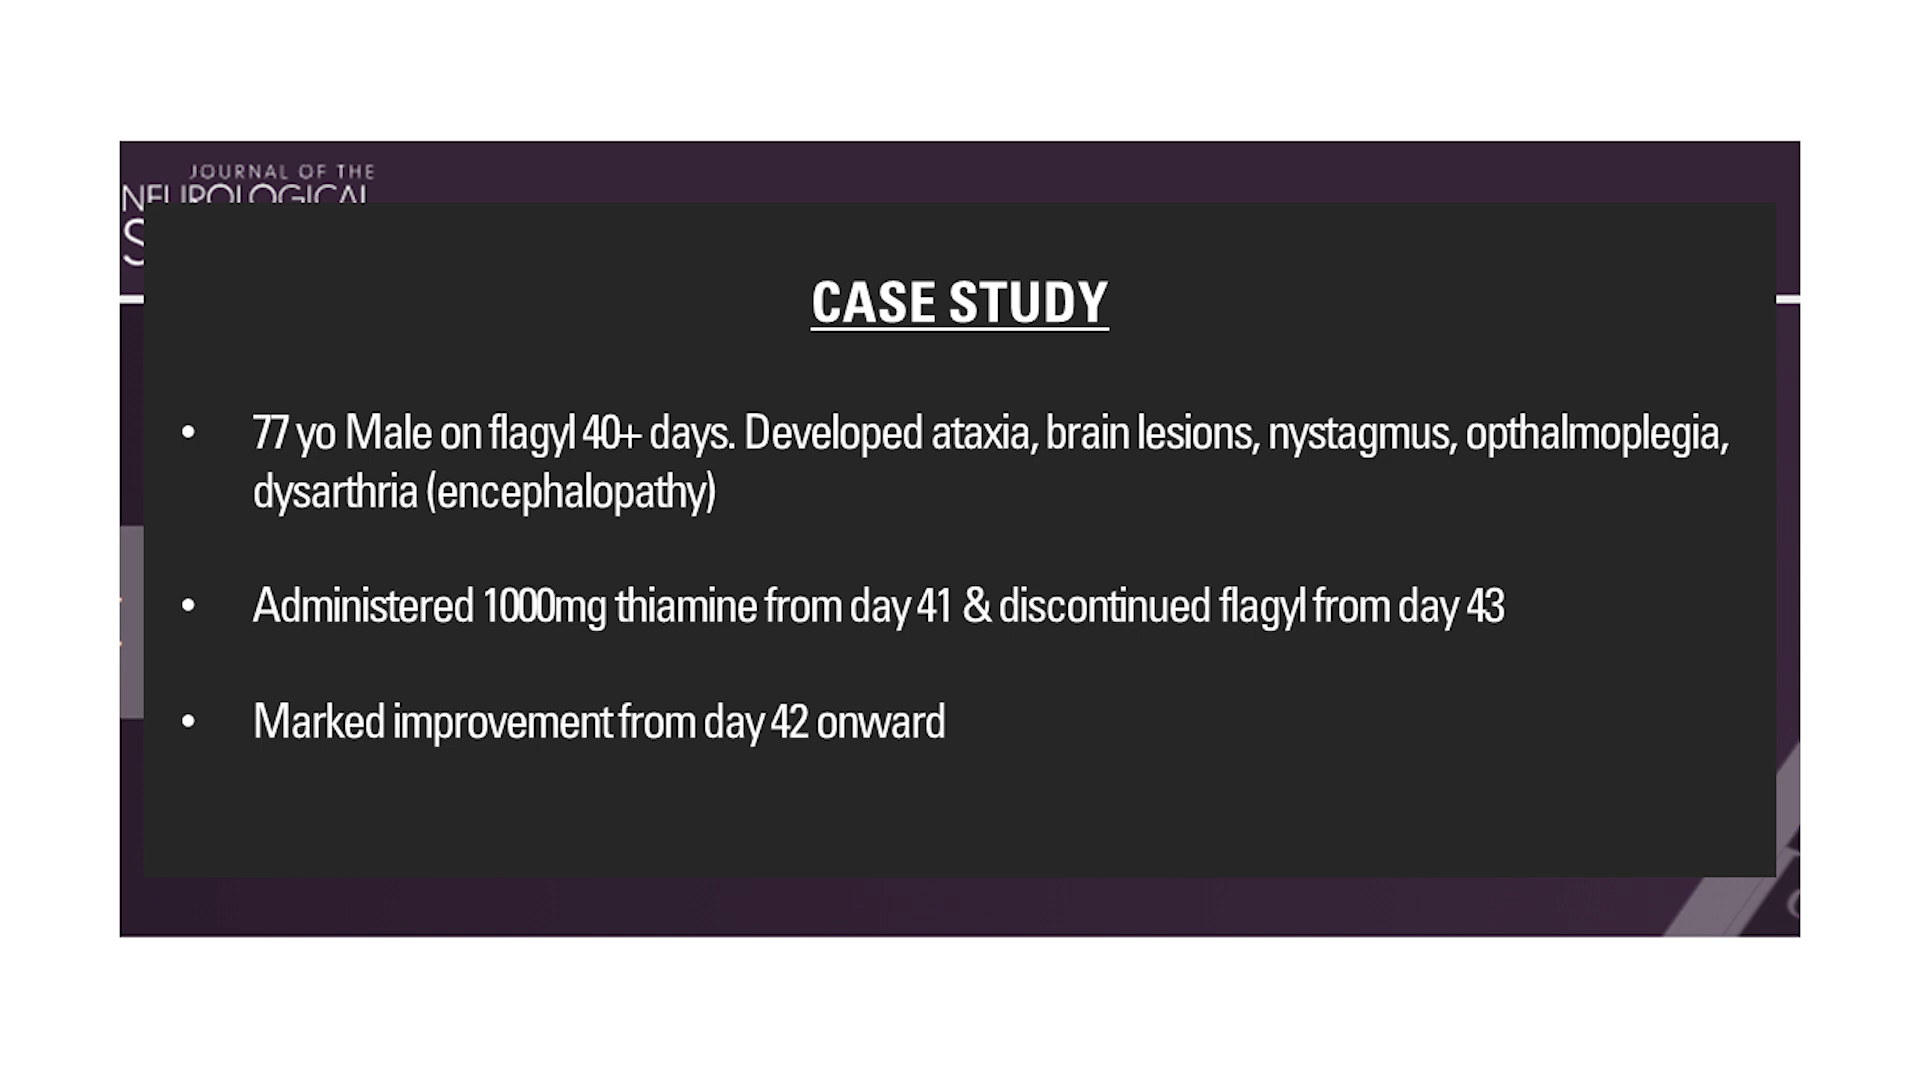 JOURNAL OF THE
NEUROLOGICAL
S
CASE STUDY
• 77 yo Male on flagyl 40+ days. Developed ataxia, brain lesions, nystagmus, opthalmoplegia,
dysarthria (encephalopathy)
• Administered 1000mg thiamine from day 41 & discontinued flagyl from day 43
• Marked improvement from day 42 onward